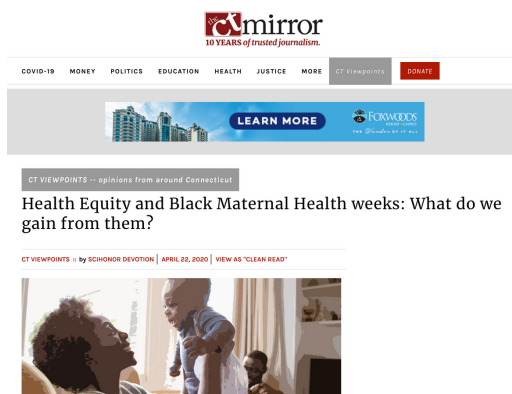 the ct mirror
10 YEARS of trusted journalism.
COVID-19 MONEY POLITICS EDUCATION HEALTH JUSTICE MORE CT Viewpoints DONATE
LEARN MORE
FOXWOODS
RESORT • CASINO
THE Wonder OF IT ALL
CT VIEWPOINTS -- opinions from around Connecticut
Health Equity and Black Maternal Health weeks: What do we
gain from them?
CT VIEWPOINTS :: by SCIHONOR DEVOTION | APRIL 22, 2020 | VIEW AS "CLEAN READ"